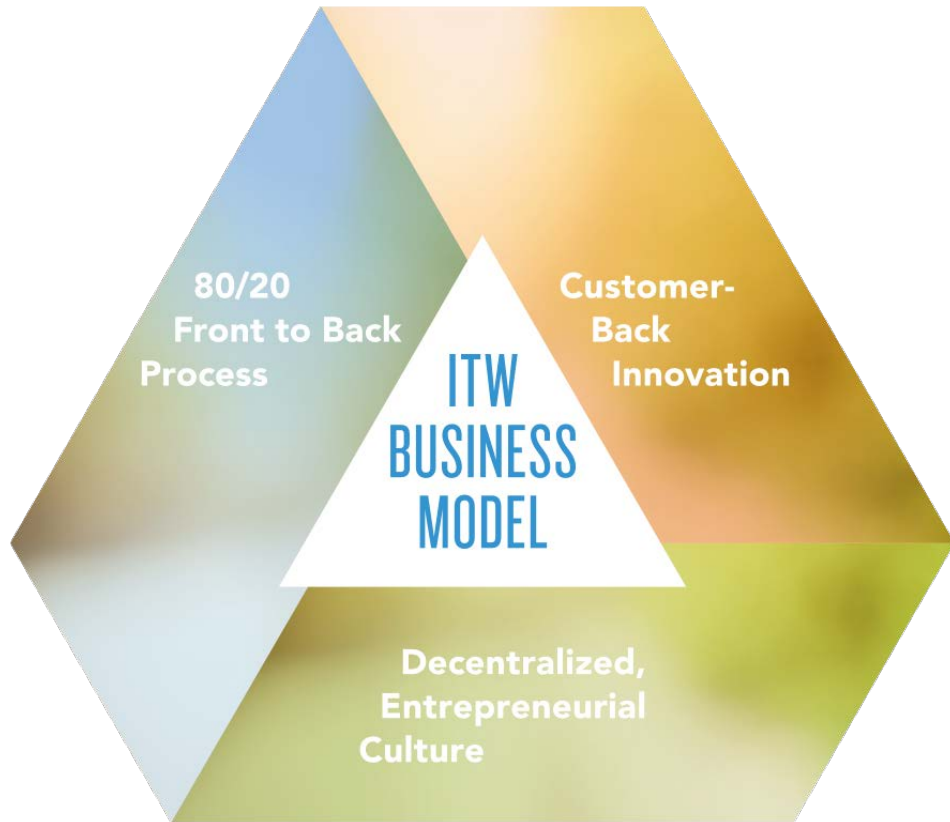 80/20
Front to Back
Process
Customer-
Back
Innovation
ITW
BUSINESS
MODEL
Decentralized,
Entrepreneurial
Culture